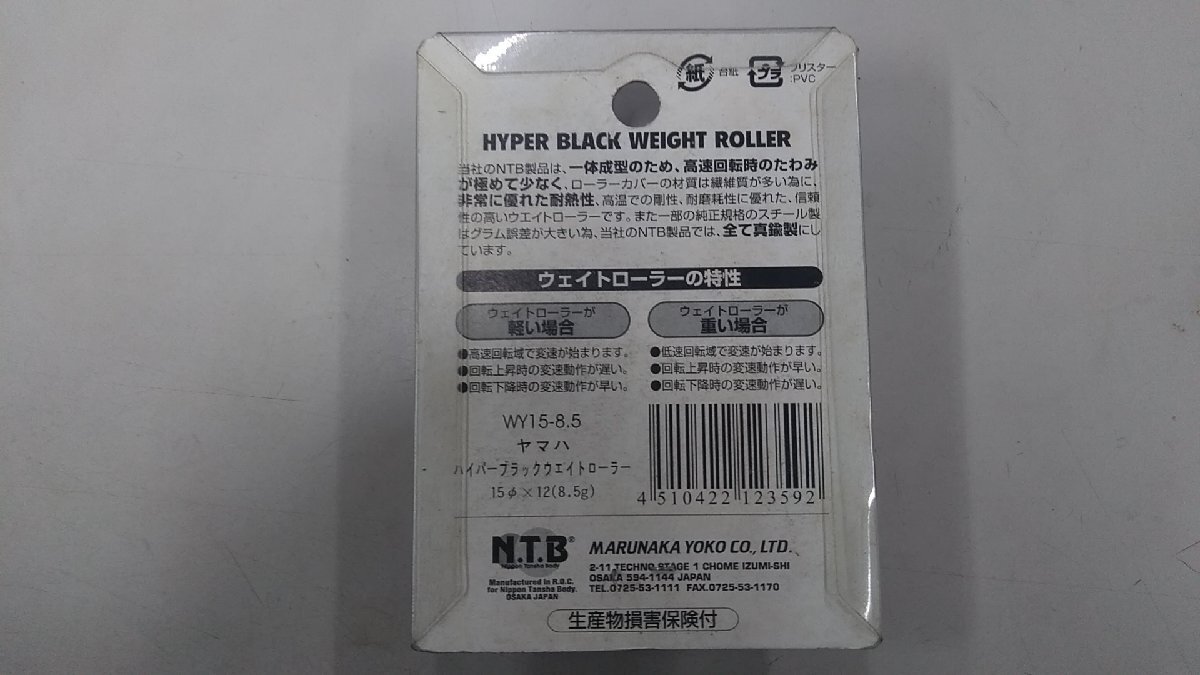 紙 台紙 プラ ブリスター
:PVC
HYPER BLACK WEIGHT ROLLER
当社のNTB製品は、一体成型のため、高速回転時のたわみ
が極めて少なく、ローラーカバーの材質は繊維質が多い為に、
非常に優れた耐熱性、高温での剛性、耐磨耗性に優れた、信頼
性の高いウエイトローラーです。また一部の純正規格のスチール製
はグラム誤差が大きい為、当社のNTB製品では、全て真鍮製にし
ています。
ウェイトローラーの特性
ウェイトローラーが
軽い場合
●高速回転域で変速が始まります。
●回転上昇時の変速動作が遅い。
●回転下降時の変速動作が早い。
ウェイトローラーが
重い場合
●低速回転域で変速が始まります。
●回転上昇時の変速動作が早い。
●回転下降時の変速動作が遅い。
WY15-8.5
ヤマハ
ハイパーブラックウエイトローラー
15φ×12(8.5g)
4 510422 123592
N.T.B®
Nippon Tansha Body
Manufactured in R.O.C.
for Nippon Tansha Body.
OSAKA JAPAN
MARUNAKA YOKO CO., LTD.
2-11 TECHNO STAGE 1 CHOME IZUMI-SHI
OSAKA 594-1144 JAPAN
TEL.0725-53-1111 FAX.0725-53-1170
生産物損害保険付